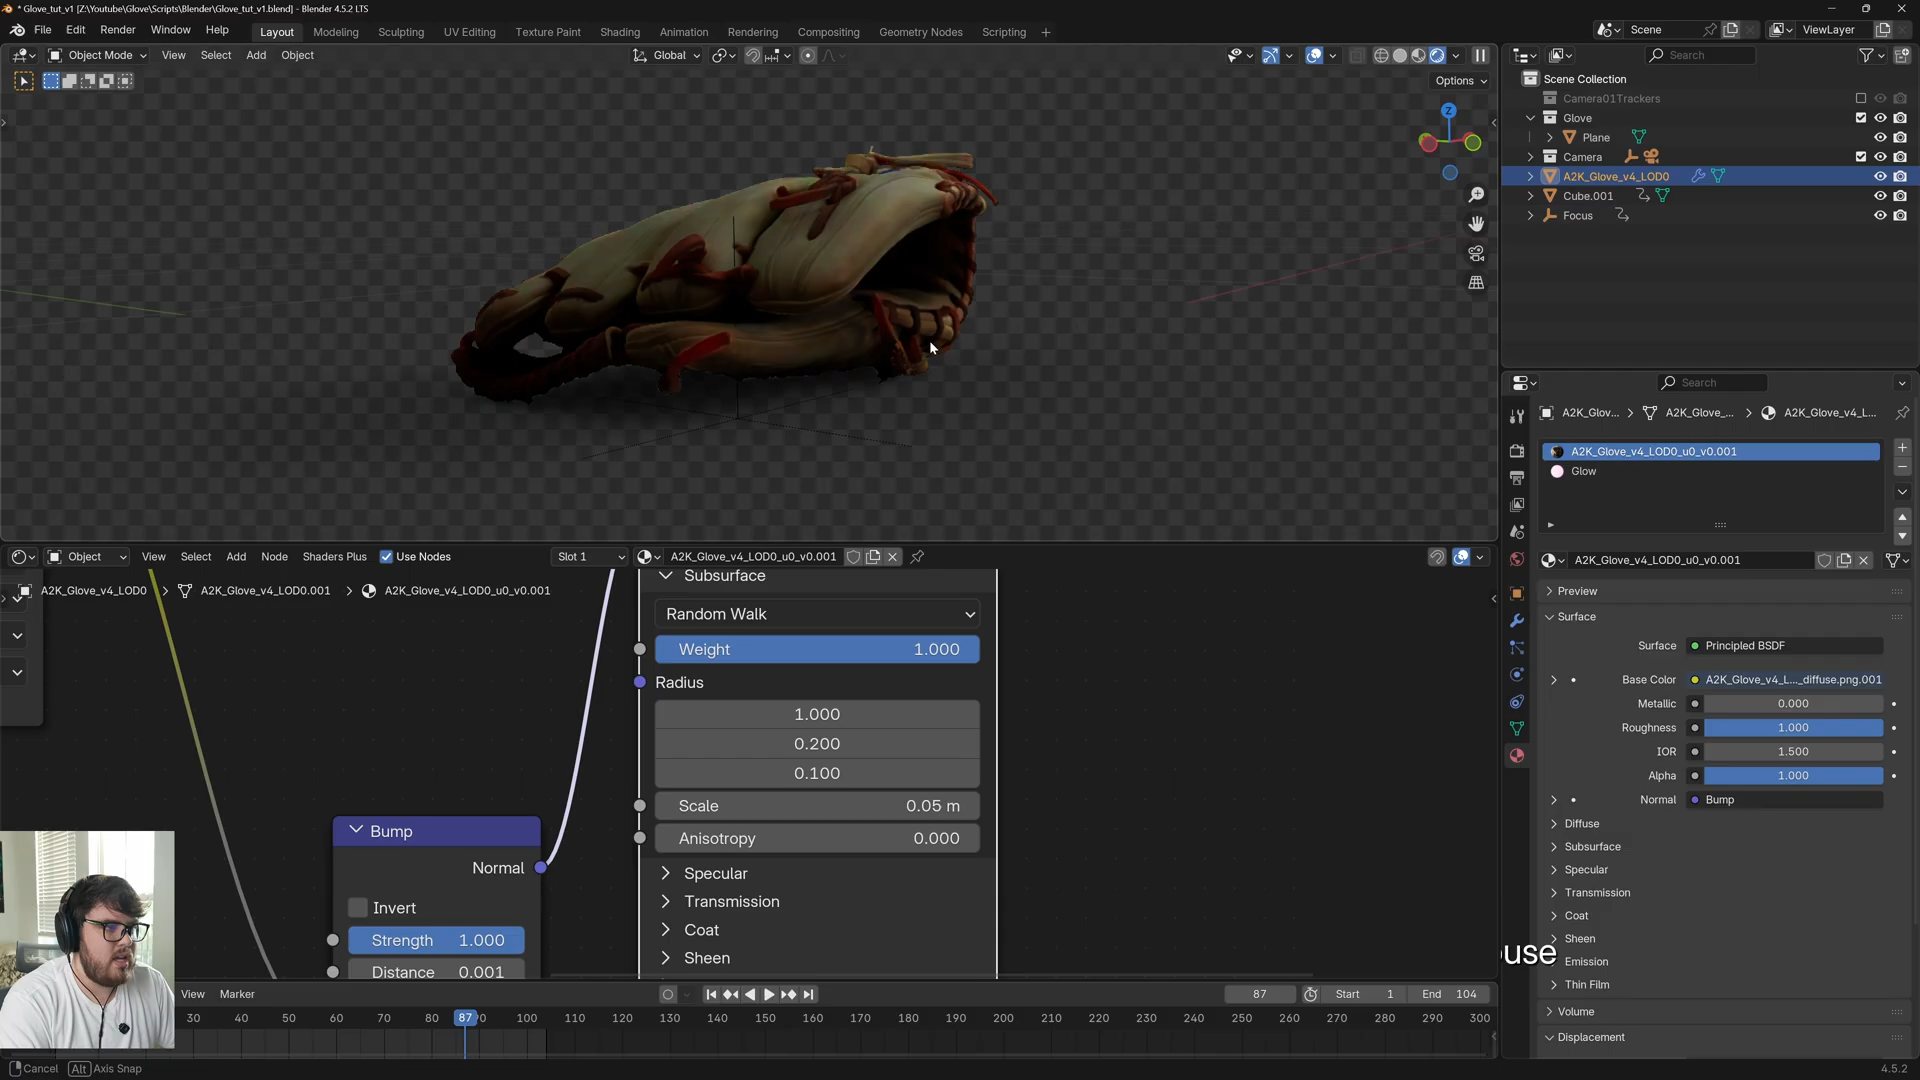 * Glove_tut_v1 [Z:\Youtube\Glove\Scripts\Blender\Glove_tut_v1.blend] - Blender 4.5.2 LTS
File Edit Render Window Help Layout Modeling Sculpting UV Editing Texture Paint Shading Animation Rendering Compositing Geometry Nodes Scripting + Scene ViewLayer
Object Mode View Select Add Object Global Search
Options
Scene Collection
Camera01Trackers
Glove
Plane
Camera
A2K_Glove_v4_LOD0
Cube.001
Focus
Z
Search
A2K_Glov... A2K_Glove_... A2K_Glove_v4_L...
A2K_Glove_v4_LOD0_u0_v0.001
Glow
Object View Select Add Node Shaders Plus Use Nodes Slot 1 A2K_Glove_v4_LOD0_u0_v0.001
A2K_Glove_v4_LOD0_u0_v0.001
A2K_Glove_v4_LOD0 A2K_Glove_v4_LOD0.001 A2K_Glove_v4_LOD0_u0_v0.001
Subsurface
Random Walk
Weight 1.000
Radius
1.000
0.200
0.100
Scale 0.05 m
Anisotropy 0.000
Specular
Transmission
Coat
Sheen
Bump
Normal
Invert
Strength 1.000
Distance 0.001
Preview
Surface
Surface Principled BSDF
Base Color A2K_Glove_v4_L..._diffuse.png.001
Metallic 0.000
Roughness 1.000
IOR 1.500
Alpha 1.000
Normal Bump
Diffuse
Subsurface
Specular
Transmission
Coat
Sheen
Emission
Thin Film
Volume
Displacement
ouse
View Marker 87 Start 1 End 104
30 40 50 60 70 80 87 90 100 110 120 130 140 150 160 170 180 190 200 210 220 230 240 250 260 270 280 290 300
Cancel Alt Axis Snap
4.5.2